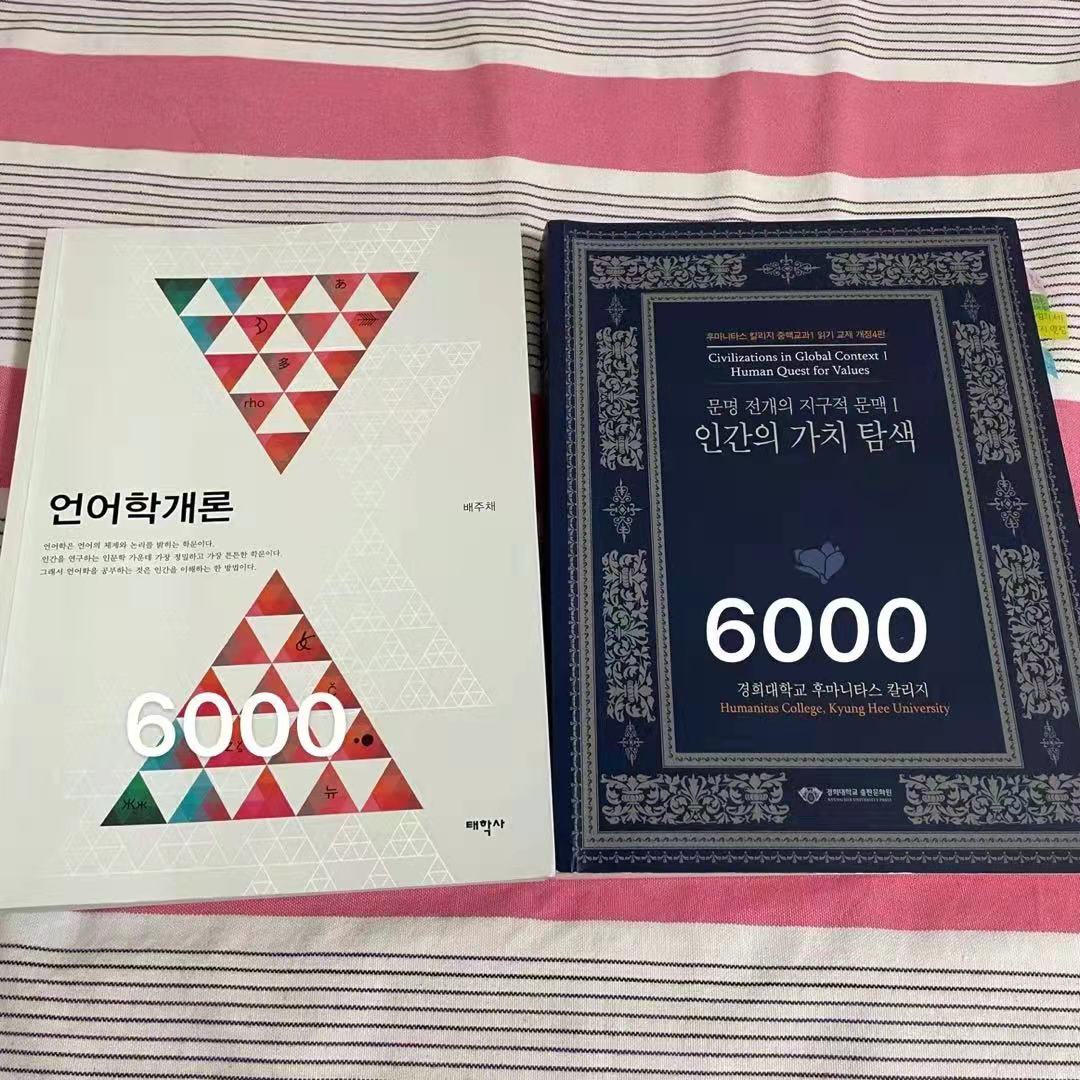 あ
多
rho
언어학개론
배주채
언어학은 언어의 체계와 논리를 밝히는 학문이다.
인간을 연구하는 인문학 가운데 가장 정밀하고 가장 튼튼한 학문이다.
그래서 언어학을 공부하는 것은 인간을 이해하는 한 방법이다.
6000
Жж
뉴
태학사
후마니타스 칼리지 중핵교과 I 읽기 교재 개정4판
Civilizations in Global Context I
Human Quest for Values
문명 전개의 지구적 문맥 I
인간의 가치 탐색
6000
경희대학교 후마니타스 칼리지
Humanitas College, Kyung Hee University
경희대학교 출판문화원
KYUNG HEE UNIVERSITY PRESS